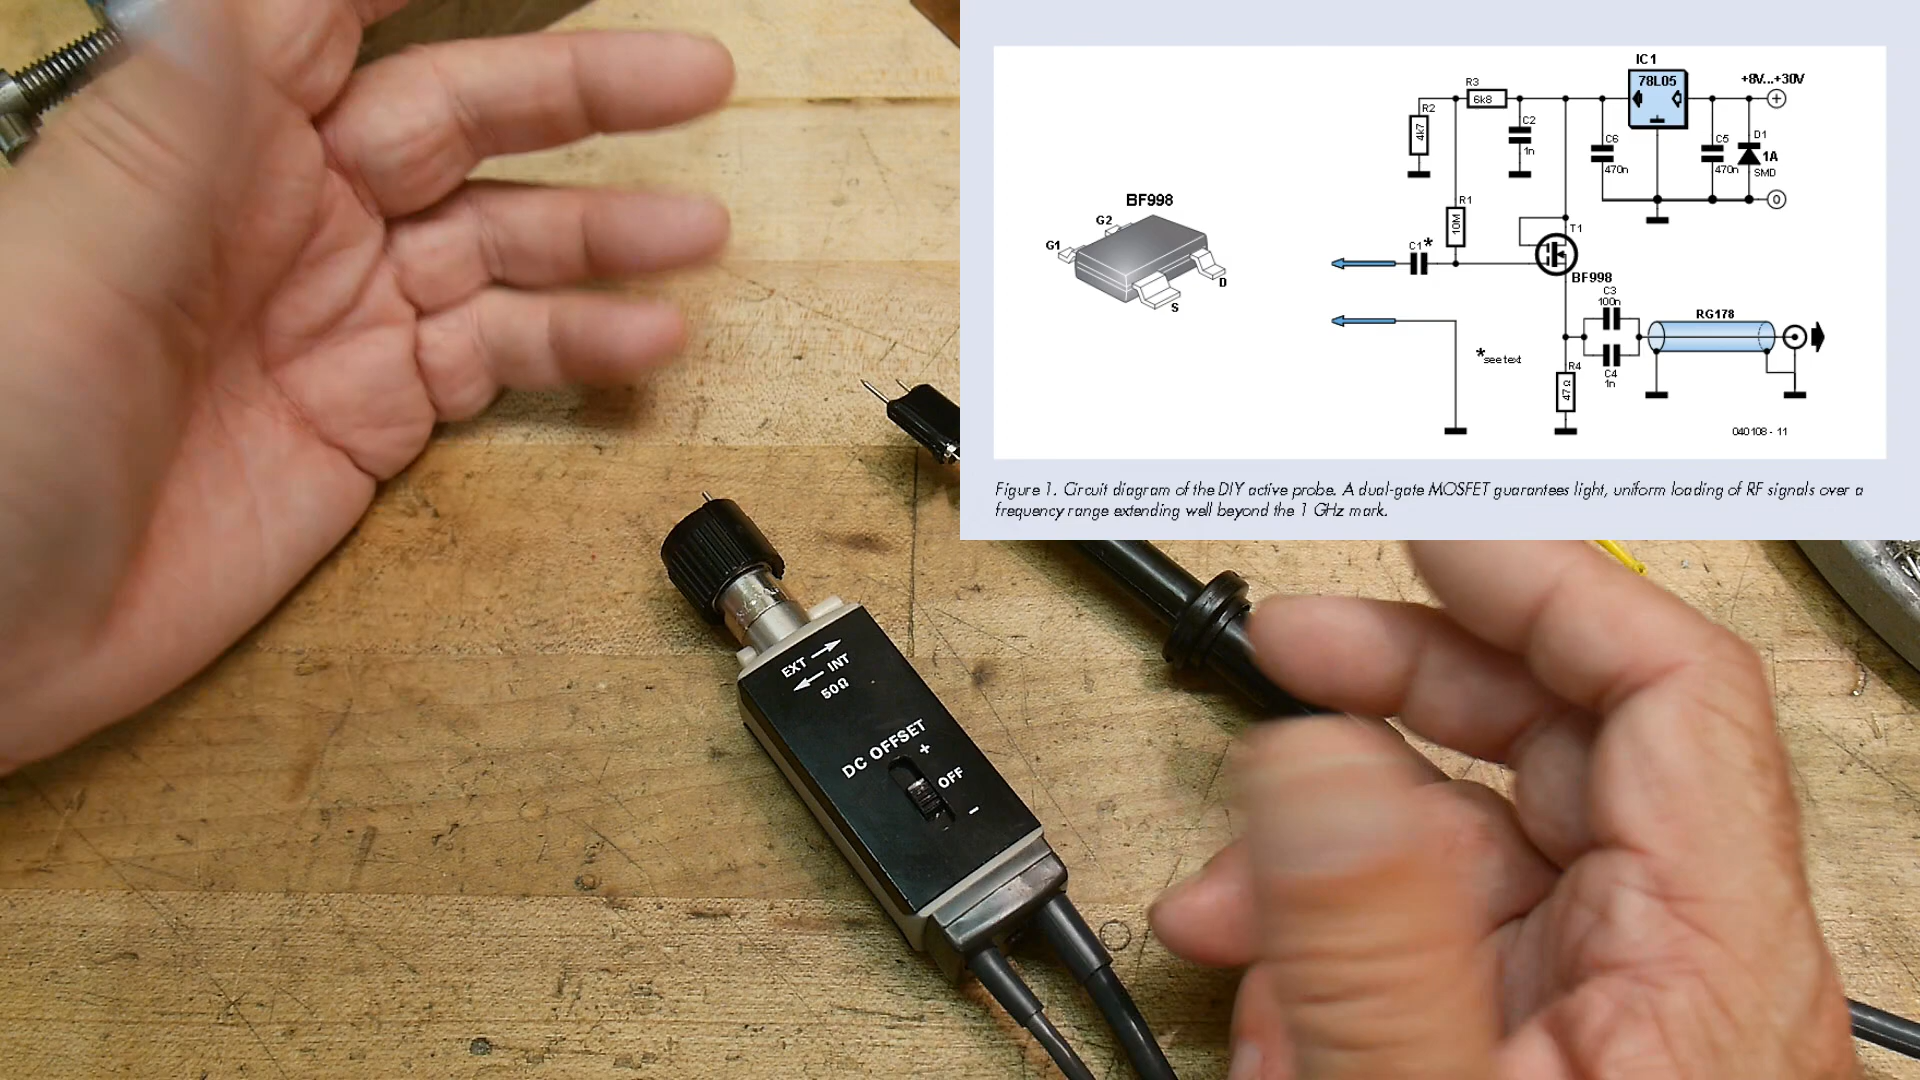 IC1
78L05
+8V...+30V
R3
6k8
R2
4k7
C2
1n
C6
470n
C5
470n
D1
1A
SMD
BF998
G2
G1
D
S
R1
10M
C1*
T1
BF998
C3
100n
RG178
*see text
R4
47Ω
C4
1n
0
040108 - 11
Figure 1. Circuit diagram of the DIY active probe. A dual-gate MOSFET guarantees light, uniform loading of RF signals over a
frequency range extending well beyond the 1 GHz mark.
EXT
INT
50Ω
DC OFFSET
+
OFF
-